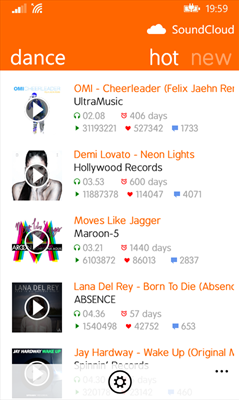 19:59
SoundCloud
dance hot new
OMI - Cheerleader (Felix Jaehn Rem
UltraMusic
02.08 406 days
31193221 527342 1733
Demi Lovato - Neon Lights
Hollywood Records
03.53 600 days
11887378 114047 4071
Moves Like Jagger
Maroon-5
03.21 1440 days
6103872 86013 2837
LANA DEL REY
Lana Del Rey - Born To Die (Absenc
ABSENCE
04.36 57 days
1540498 42752 653
JAY HARDWAY WAKE UP
Jay Hardway - Wake Up (Original M
Spinnin' Records